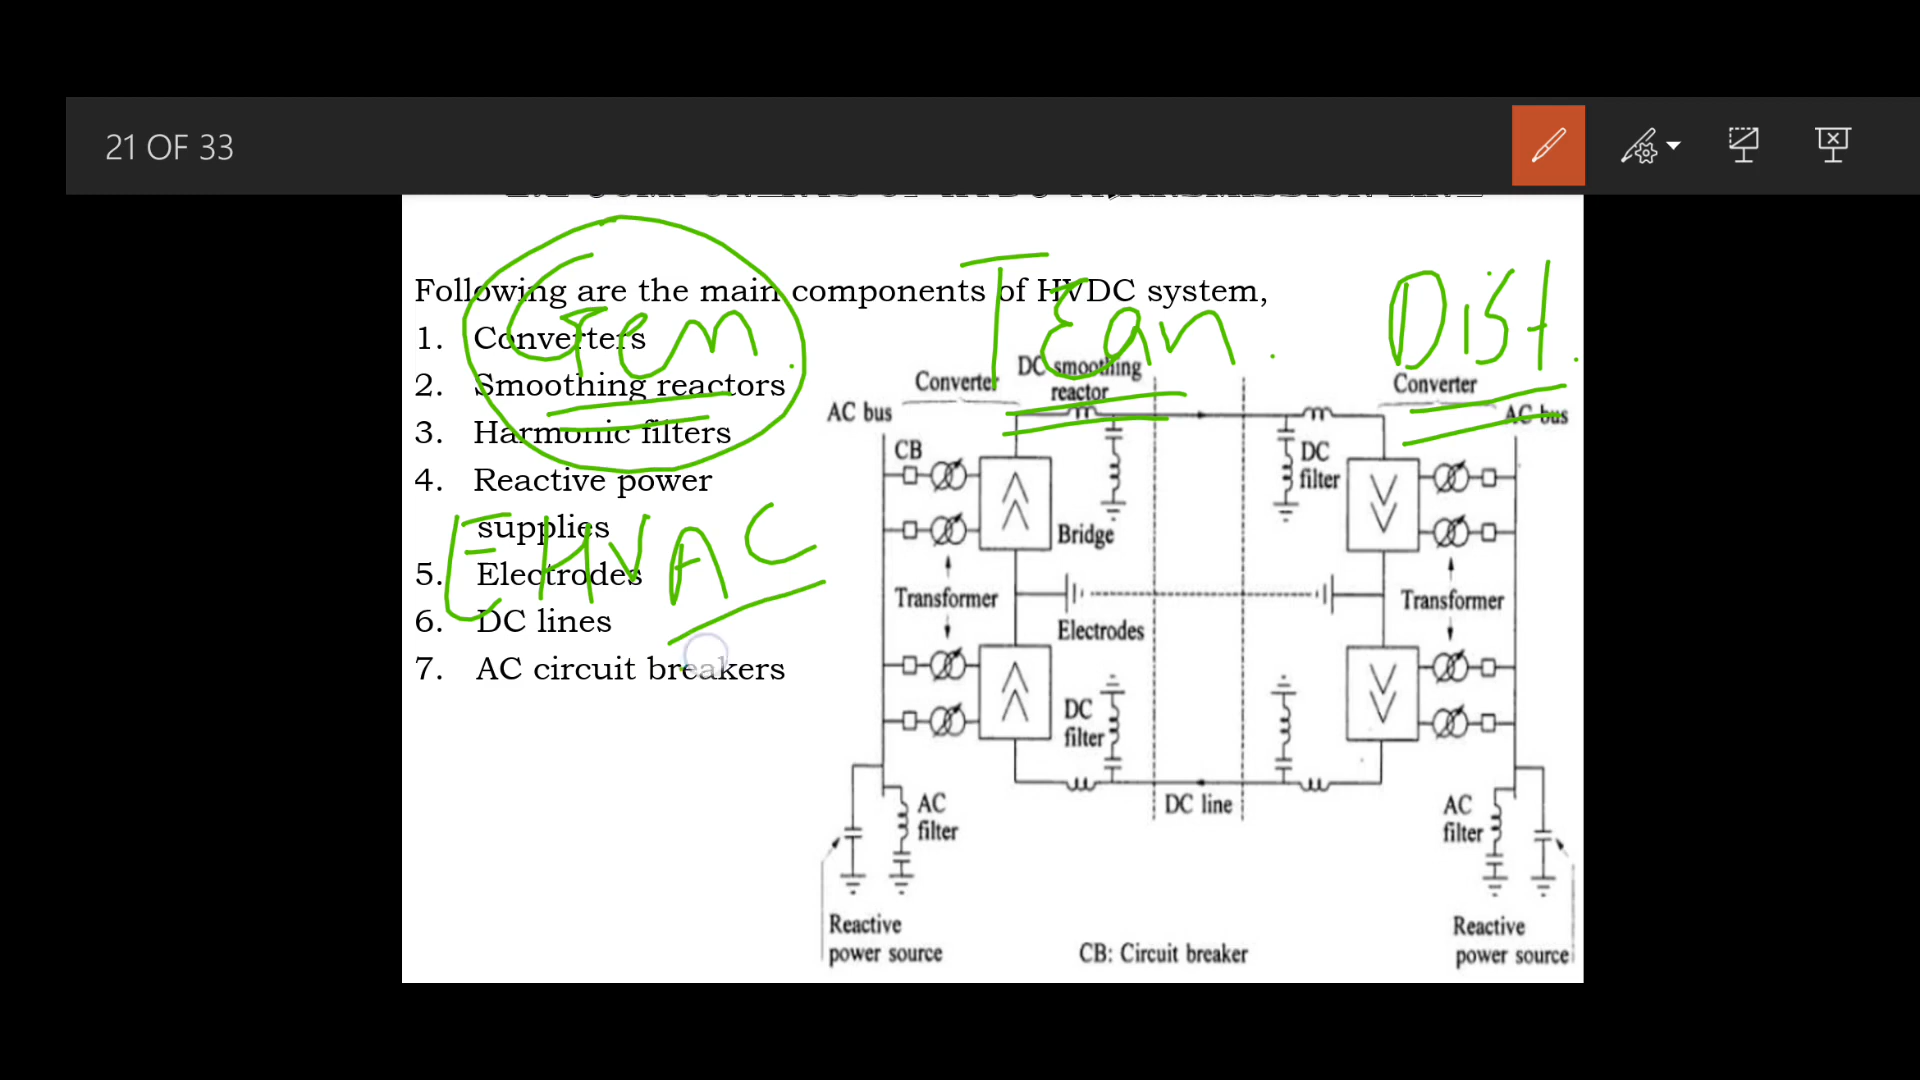 21 OF 33
Following are the main components of HVDC system,
1. Converters
2. Smoothing reactors
3. Harmonic filters
4. Reactive power
supplies
5. Electrodes
6. DC lines
7. AC circuit breakers
Gen.
Tran.
Dist.
EHVAC
Converter
DC smoothing
reactor
Converter
AC bus
AC bus
CB
DC
filter
Bridge
Transformer
Transformer
Electrodes
DC
filter
DC line
AC
filter
AC
filter
Reactive
power source
CB: Circuit breaker
Reactive
power source